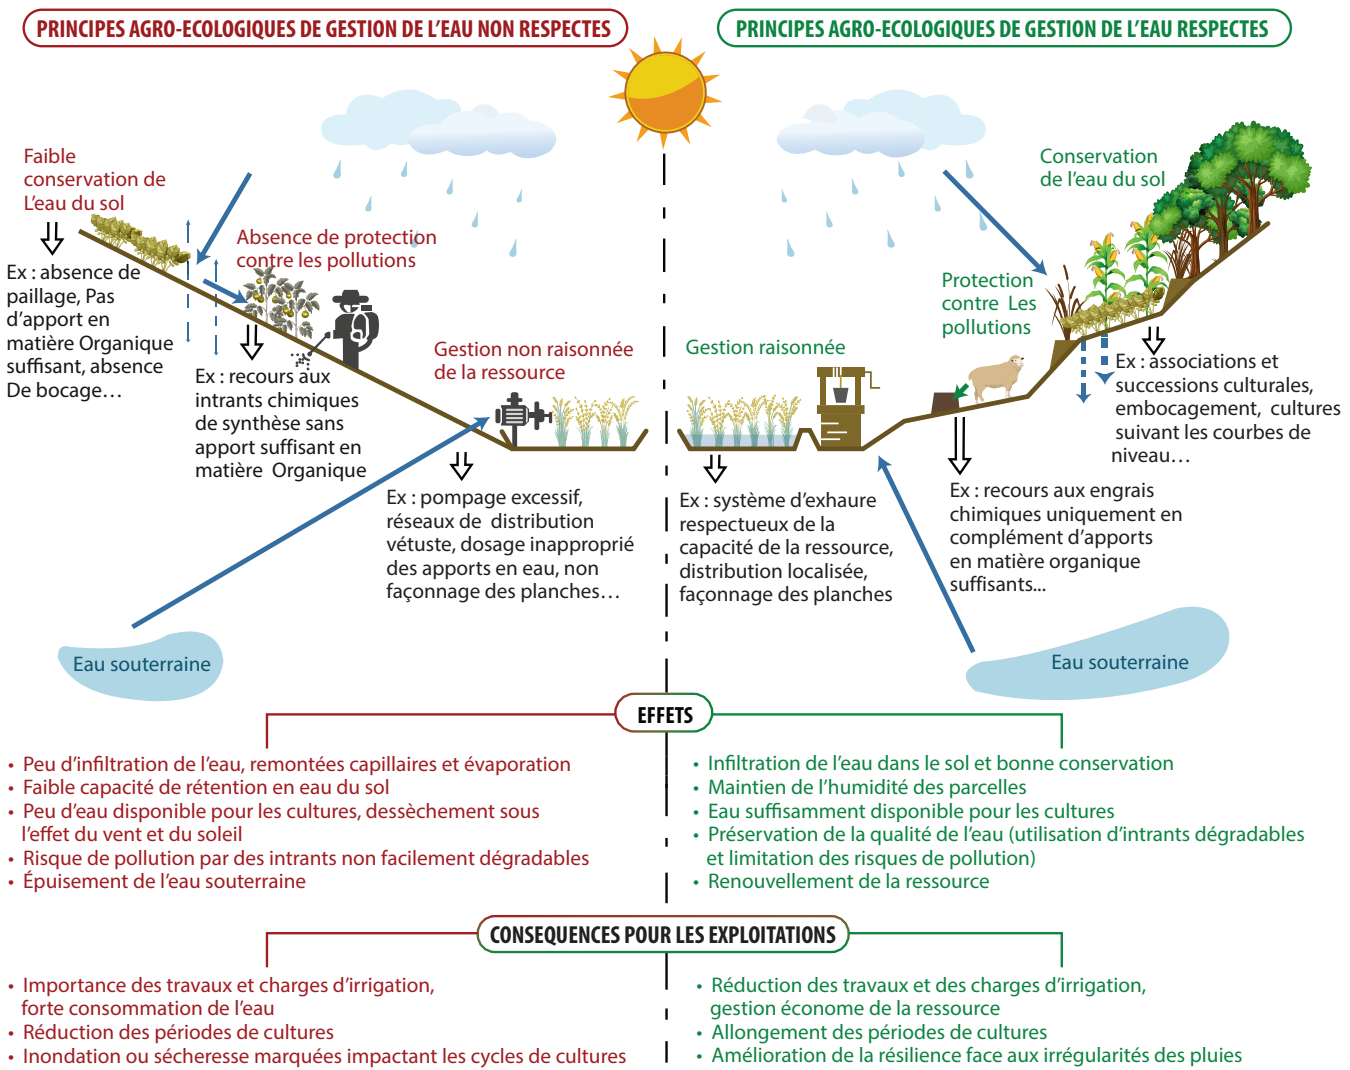 PRINCIPES AGRO-ECOLOGIQUES DE GESTION DE L'EAU NON RESPECTES
PRINCIPES AGRO-ECOLOGIQUES DE GESTION DE L'EAU RESPECTES
Faible
conservation de
L'eau du sol
Ex : absence de
paillage, Pas
d'apport en
matière Organique
suffisant, absence
De bocage…
Absence de protection
contre les pollutions
Ex : recours aux
intrants chimiques
de synthèse sans
apport suffisant en
matière Organique
Gestion non raisonnée
de la ressource
Ex : pompage excessif,
réseaux de distribution
vétuste, dosage inapproprié
des apports en eau, non
façonnage des planches…
Eau souterraine
Gestion raisonnée
Ex : système d'exhaure
respectueux de la
capacité de la ressource,
distribution localisée,
façonnage des planches
Protection
contre Les
pollutions
Ex : recours aux engrais
chimiques uniquement en
complément d'apports
en matière organique
suffisants...
Conservation
de l'eau du sol
Ex : associations et
successions culturales,
embocagement, cultures
suivant les courbes de
niveau…
Eau souterraine
EFFETS
• Peu d'infiltration de l'eau, remontées capillaires et évaporation
• Faible capacité de rétention en eau du sol
• Peu d'eau disponible pour les cultures, dessèchement sous
l'effet du vent et du soleil
• Risque de pollution par des intrants non facilement dégradables
• Épuisement de l'eau souterraine
• Infiltration de l'eau dans le sol et bonne conservation
• Maintien de l'humidité des parcelles
• Eau suffisamment disponible pour les cultures
• Préservation de la qualité de l'eau (utilisation d'intrants dégradables
et limitation des risques de pollution)
• Renouvellement de la ressource
CONSEQUENCES POUR LES EXPLOITATIONS
• Importance des travaux et charges d'irrigation,
forte consommation de l'eau
• Réduction des périodes de cultures
• Inondation ou sécheresse marquées impactant les cycles de cultures
• Réduction des travaux et des charges d'irrigation,
gestion économe de la ressource
• Allongement des périodes de cultures
• Amélioration de la résilience face aux irrégularités des pluies